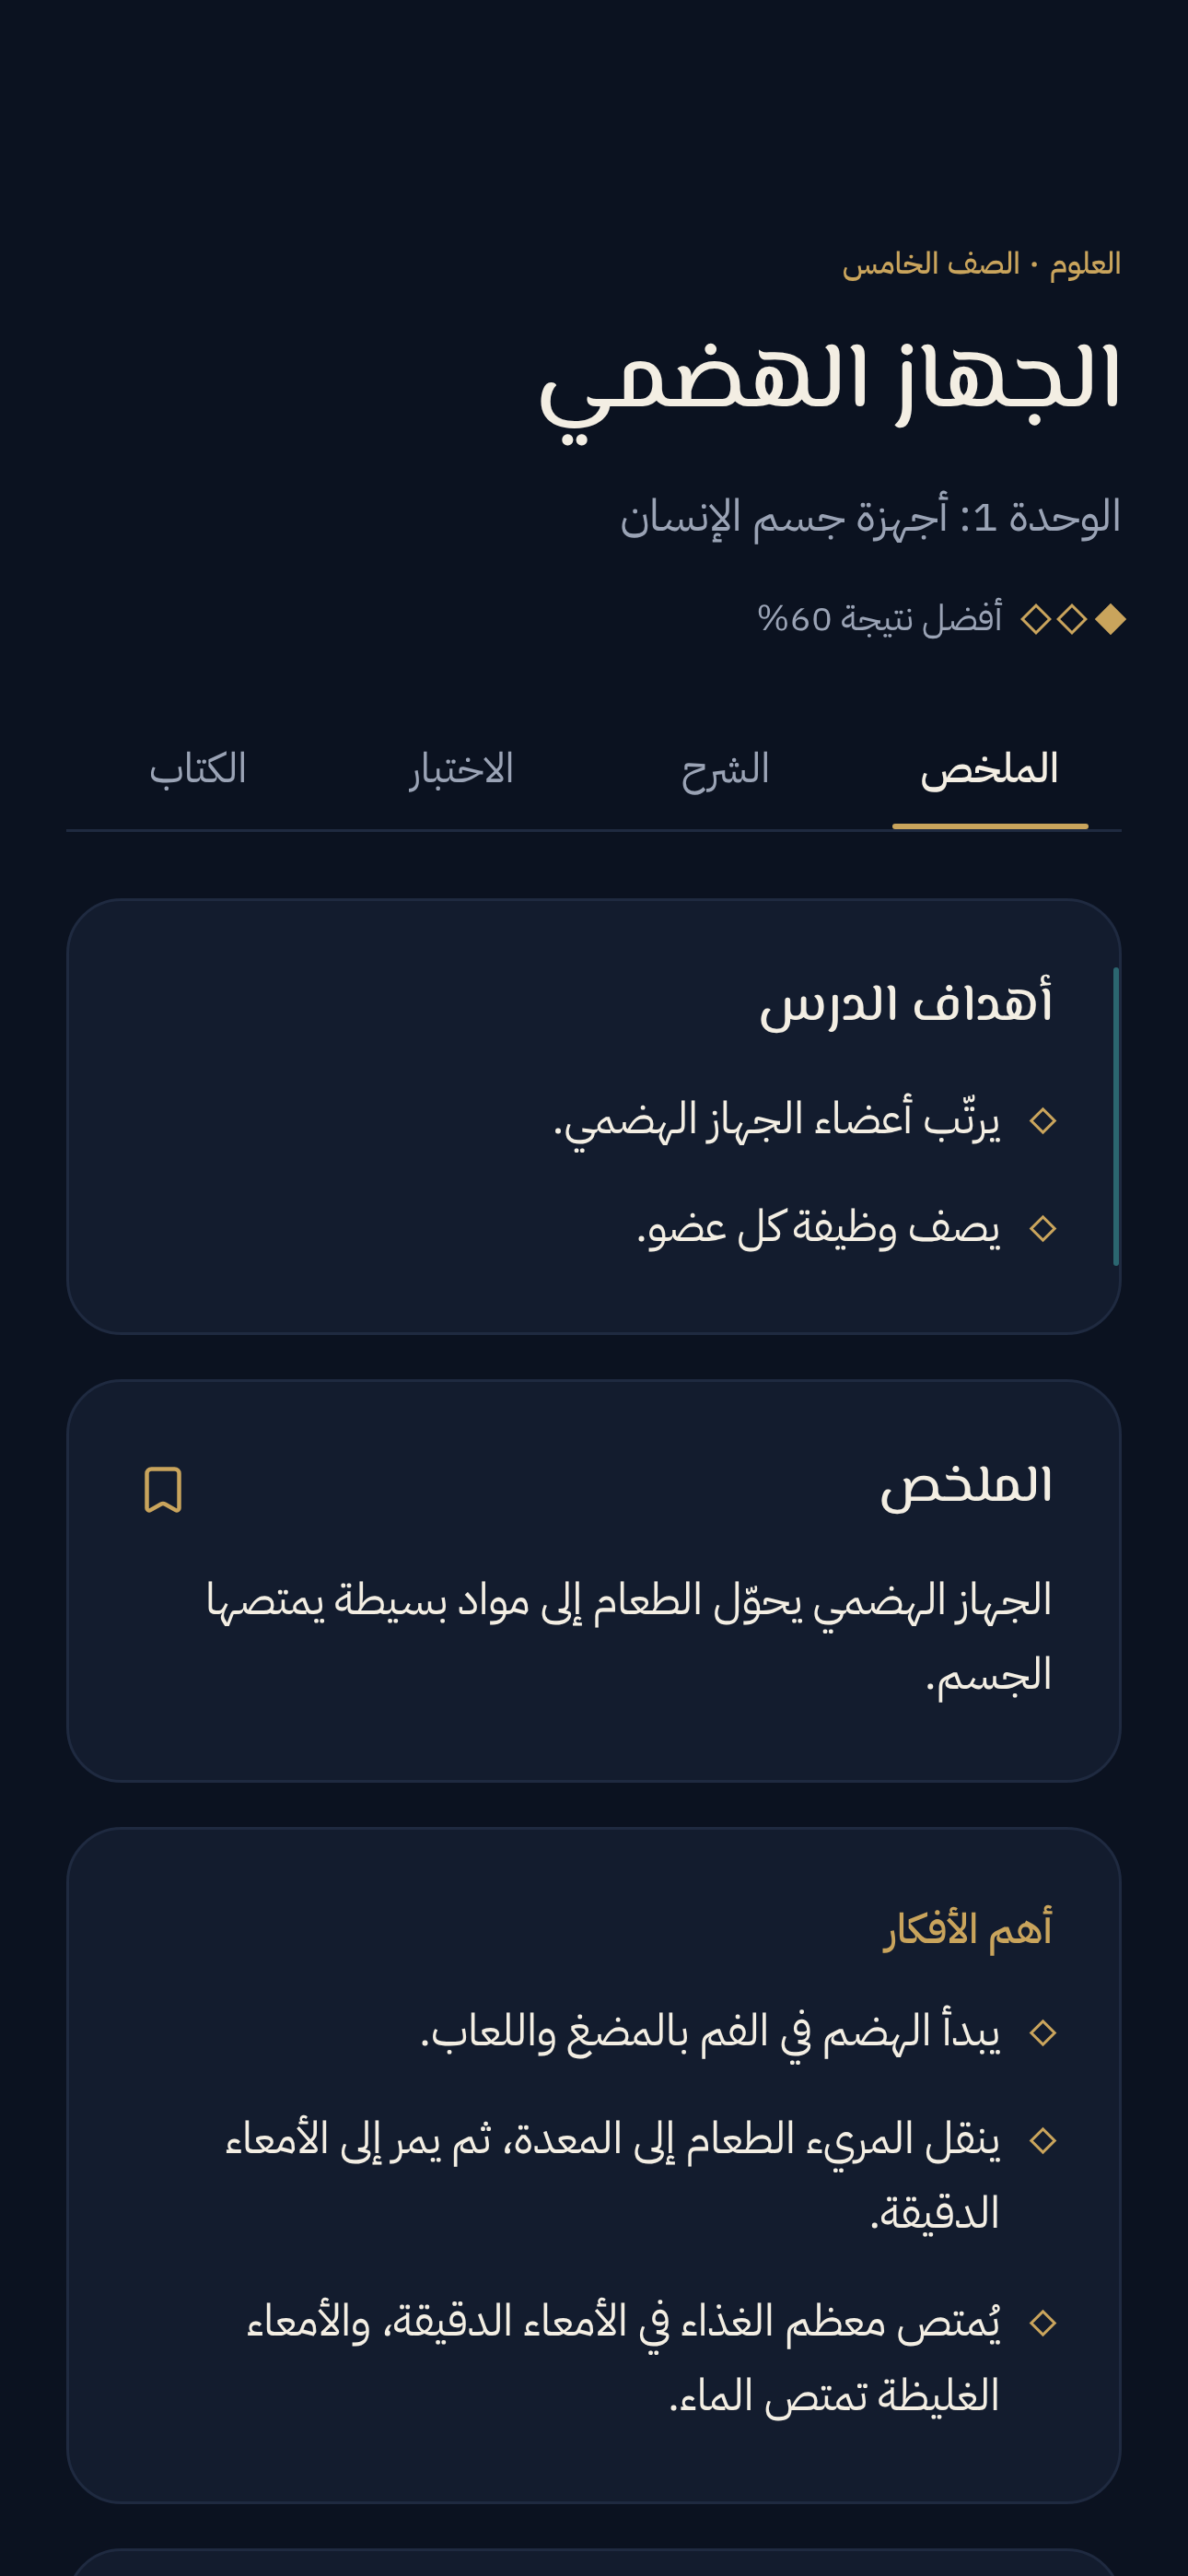 العلوم · الصف الخامس
الجهاز الهضمي
الوحدة 1: أجهزة جسم الإنسان
أفضل نتيجة 60%
الملخص الشرح الاختبار الكتاب
أهداف الدرس
يرتّب أعضاء الجهاز الهضمي.
يصف وظيفة كل عضو.
الملخص
الجهاز الهضمي يحوّل الطعام إلى مواد بسيطة يمتصها
الجسم.
أهم الأفكار
يبدأ الهضم في الفم بالمضغ واللعاب.
ينقل المريء الطعام إلى المعدة، ثم يمر إلى الأمعاء
الدقيقة.
يُمتص معظم الغذاء في الأمعاء الدقيقة، والأمعاء
الغليظة تمتص الماء.